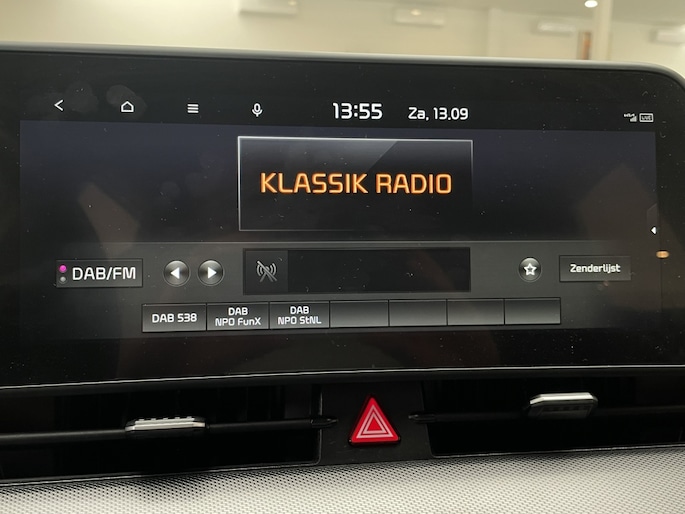 13:55 Za, 13.09
KLASSIK RADIO
DAB/FM
Zenderlijst
DAB 538
DAB
NPO FunX
DAB
NPO StNL